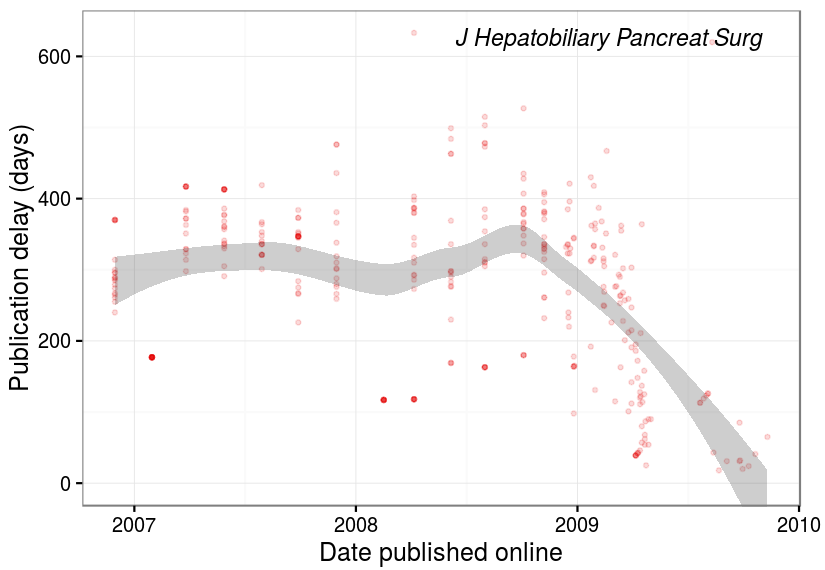 J Hepatobiliary Pancreat Surg
600
400
200
0
Publication delay (days)
2007 2008 2009 2010
Date published online